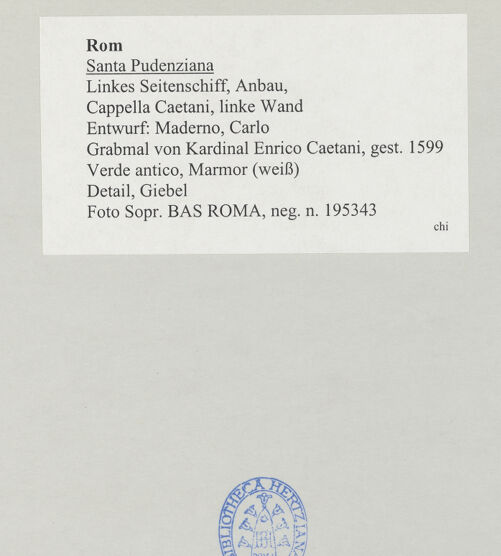 Rom
Santa Pudenziana
Linkes Seitenschiff, Anbau,
Cappella Caetani, linke Wand
Entwurf: Maderno, Carlo
Grabmal von Kardinal Enrico Caetani, gest. 1599
Verde antico, Marmor (weiß)
Detail, Giebel
Foto Sopr. BAS ROMA, neg. n. 195343
chi
BIBLIOTHECA HERTZIANA